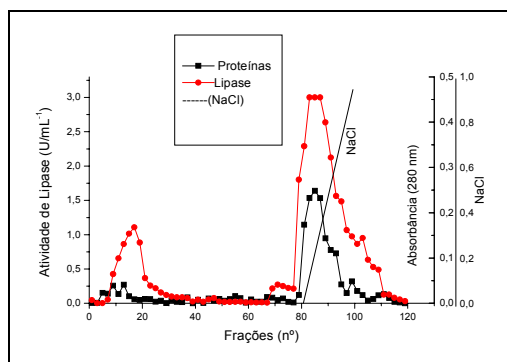 Proteínas
Lipase
(NaCl)
Atividade de Lipase (U/mL⁻¹)
3,0
2,5
2,0
1,5
1,0
0,5
0,0
0 20 40 60 80 100 120
Frações (nº)
NaCl
Absorbância (280 nm)
0,5
0,4
0,3
0,2
0,1
0,0
NaCl
1,0
0,8
0,6
0,4
0,2
0,0